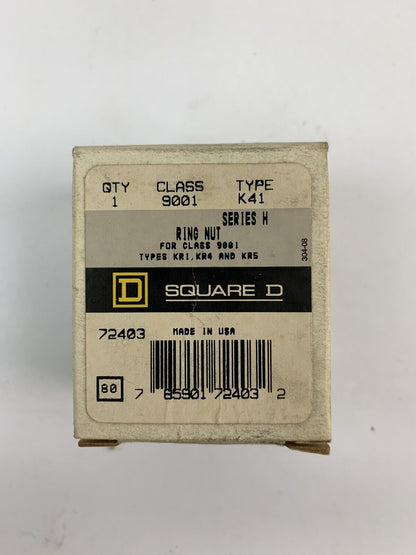 QTY CLASS TYPE
1 9001 K41
SERIES H
RING NUT
FOR CLASS 9001
TYPES KR1, KR4 AND KR5
304-08
D SQUARE D
72403 MADE IN USA
80
7 85901 72403 2